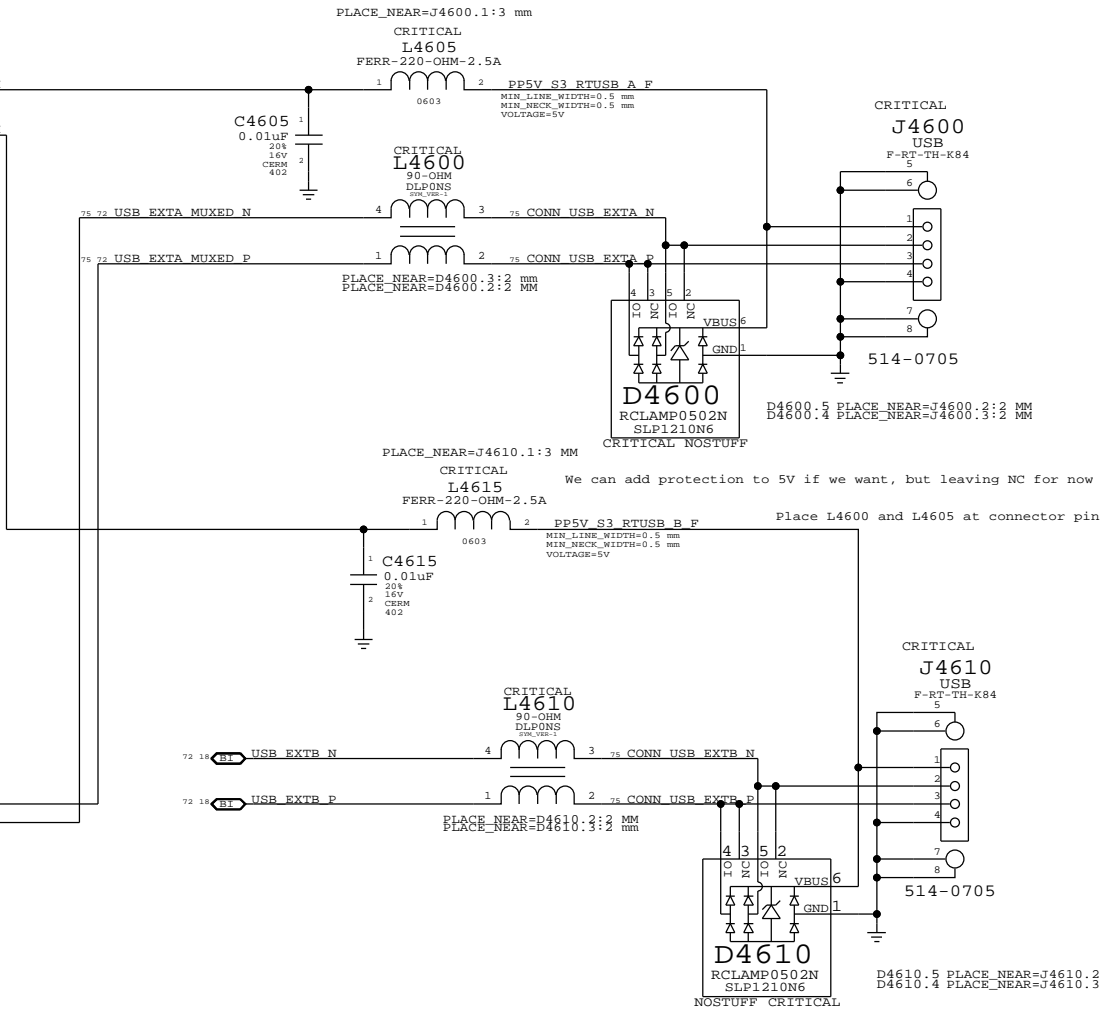 PLACE_NEAR=J4600.1:3 mm
CRITICAL
L4605
FERR-220-OHM-2.5A
1 2
0603
PP5V_S3_RTUSB_A_F
MIN_LINE_WIDTH=0.5 mm
MIN_NECK_WIDTH=0.5 mm
VOLTAGE=5V
C4605
0.01uF
20%
16V
CERM
402
1
2
CRITICAL
L4600
90-OHM
DLP0NS
SYM_VER-1
75 72 USB_EXTA_MUXED_N
4 3
75 CONN_USB_EXTA_N
75 72 USB_EXTA_MUXED_P
1 2
75 CONN_USB_EXTA_P
PLACE_NEAR=D4600.3:2 mm
PLACE_NEAR=D4600.2:2 MM
CRITICAL
J4600
USB
F-RT-TH-K84
5
6
1
2
3
4
7
8
514-0705
4 3 5 2
IO NC IO NC
VBUS 6
GND 1
D4600
RCLAMP0502N
SLP1210N6
CRITICAL NOSTUFF
D4600.5 PLACE_NEAR=J4600.2:2 MM
D4600.4 PLACE_NEAR=J4600.3:2 MM
PLACE_NEAR=J4610.1:3 MM
CRITICAL
L4615
FERR-220-OHM-2.5A
1 2
0603
PP5V_S3_RTUSB_B_F
MIN_LINE_WIDTH=0.5 mm
MIN_NECK_WIDTH=0.5 mm
VOLTAGE=5V
We can add protection to 5V if we want, but leaving NC for now
Place L4600 and L4605 at connector pin
C4615
0.01uF
20%
16V
CERM
402
1
2
CRITICAL
L4610
90-OHM
DLP0NS
SYM_VER-1
72 18 BI USB_EXTB_N
4 3
75 CONN_USB_EXTB_N
72 18 BI USB_EXTB_P
1 2
75 CONN_USB_EXTB_P
PLACE_NEAR=D4610.2:2 MM
PLACE_NEAR=D4610.3:2 mm
CRITICAL
J4610
USB
F-RT-TH-K84
5
6
1
2
3
4
7
8
514-0705
4 3 5 2
IO NC IO NC
VBUS 6
GND 1
D4610
RCLAMP0502N
SLP1210N6
NOSTUFF CRITICAL
D4610.5 PLACE_NEAR=J4610.2
D4610.4 PLACE_NEAR=J4610.3